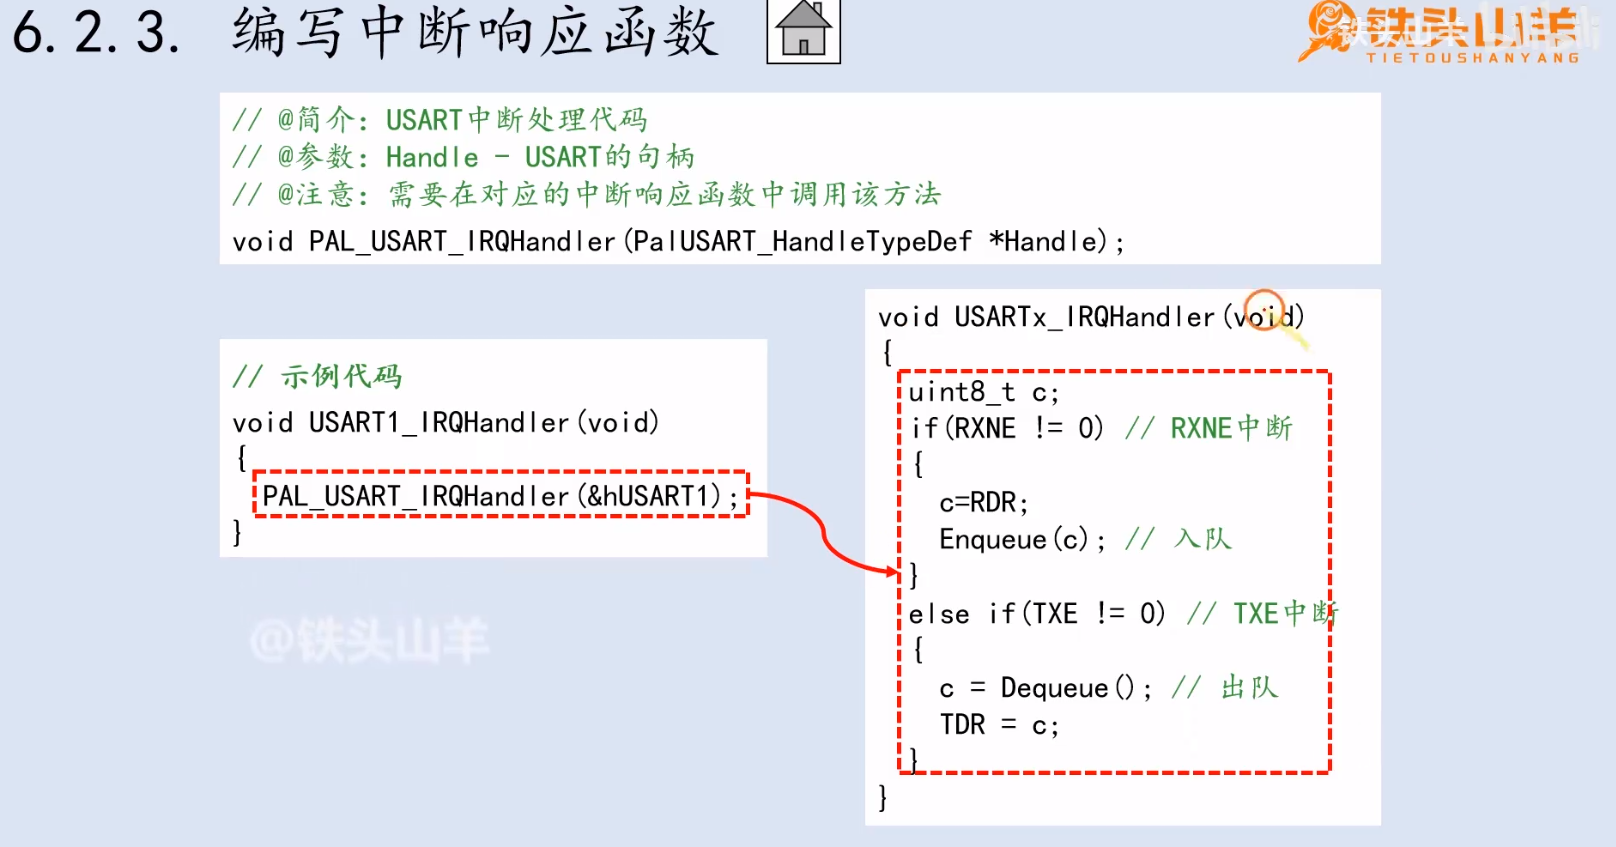 6.2.3. 编写中断响应函数
铁头山羊
TIETOUSHANYANG
// @简介：USART中断处理代码
// @参数：Handle - USART的句柄
// @注意：需要在对应的中断响应函数中调用该方法
void PAL_USART_IRQHandler(PalUSART_HandleTypeDef *Handle);
// 示例代码
void USART1_IRQHandler(void)
{
PAL_USART_IRQHandler(&hUSART1);
}
@铁头山羊
void USARTx_IRQHandler(void)
{
uint8_t c;
if(RXNE != 0) // RXNE中断
{
c=RDR;
Enqueue(c); // 入队
}
else if(TXE != 0) // TXE中断
{
c = Dequeue(); // 出队
TDR = c;
}
}